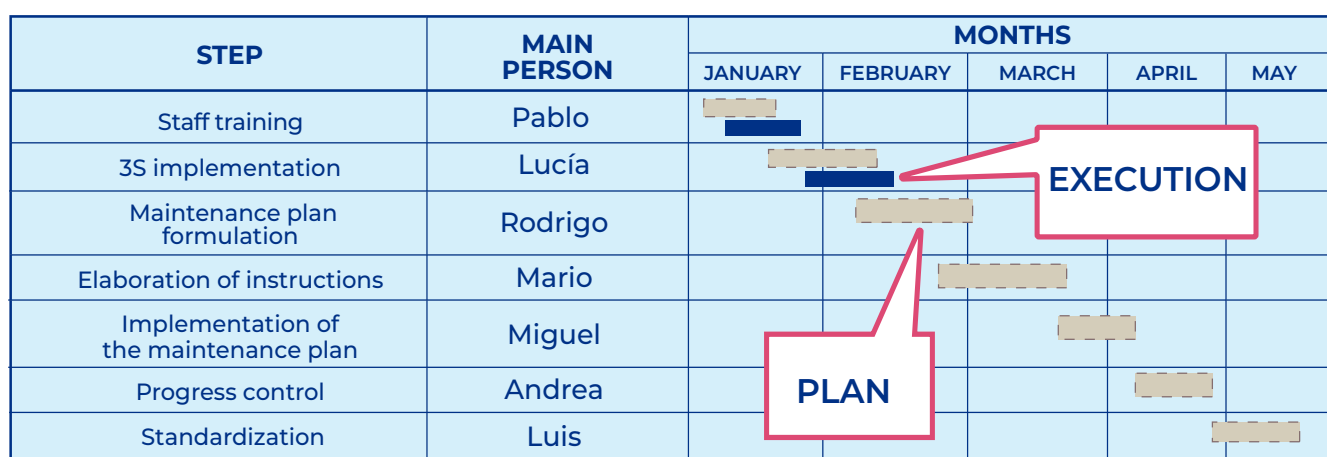 STEP
MAIN
PERSON
MONTHS
JANUARY
FEBRUARY
MARCH
APRIL
MAY
Staff training
Pablo
3S implementation
Lucía
EXECUTION
Maintenance plan
formulation
Rodrigo
Elaboration of instructions
Mario
Implementation of
the maintenance plan
Miguel
Progress control
Andrea
PLAN
Standardization
Luis